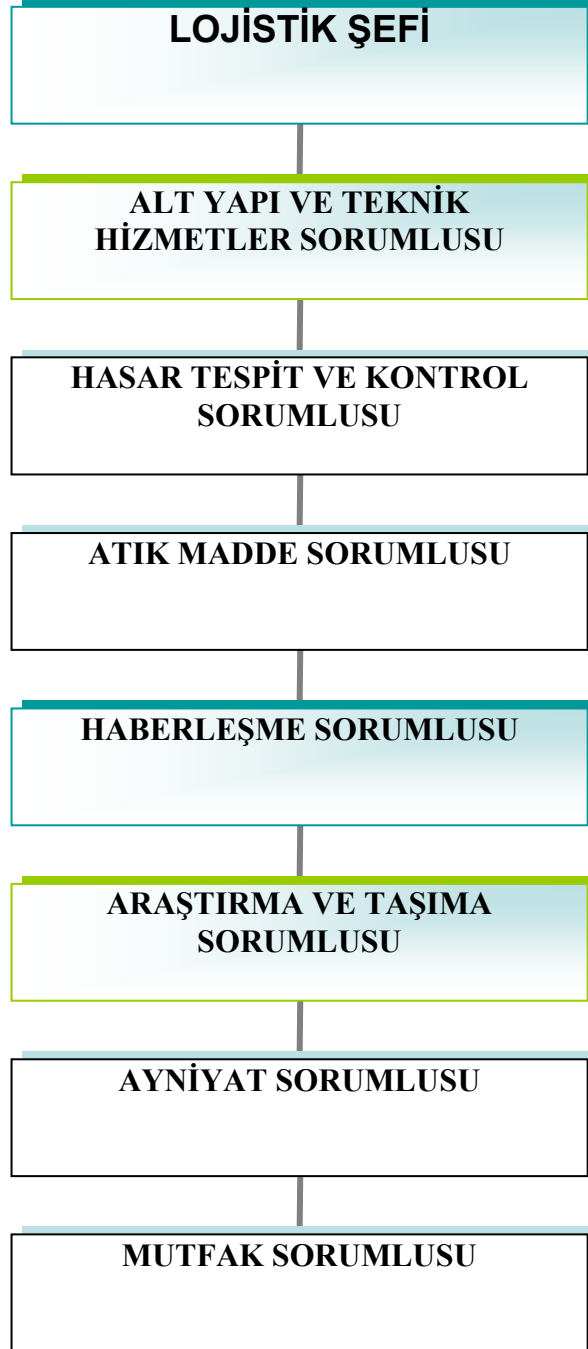 LOJİSTİK ŞEFİ
ALT YAPI VE TEKNİK
HİZMETLER SORUMLUSU
HASAR TESPİT VE KONTROL
SORUMLUSU
ATIK MADDE SORUMLUSU
HABERLEŞME SORUMLUSU
ARAŞTIRMA VE TAŞIMA
SORUMLUSU
AYNİYAT SORUMLUSU
MUTFAK SORUMLUSU